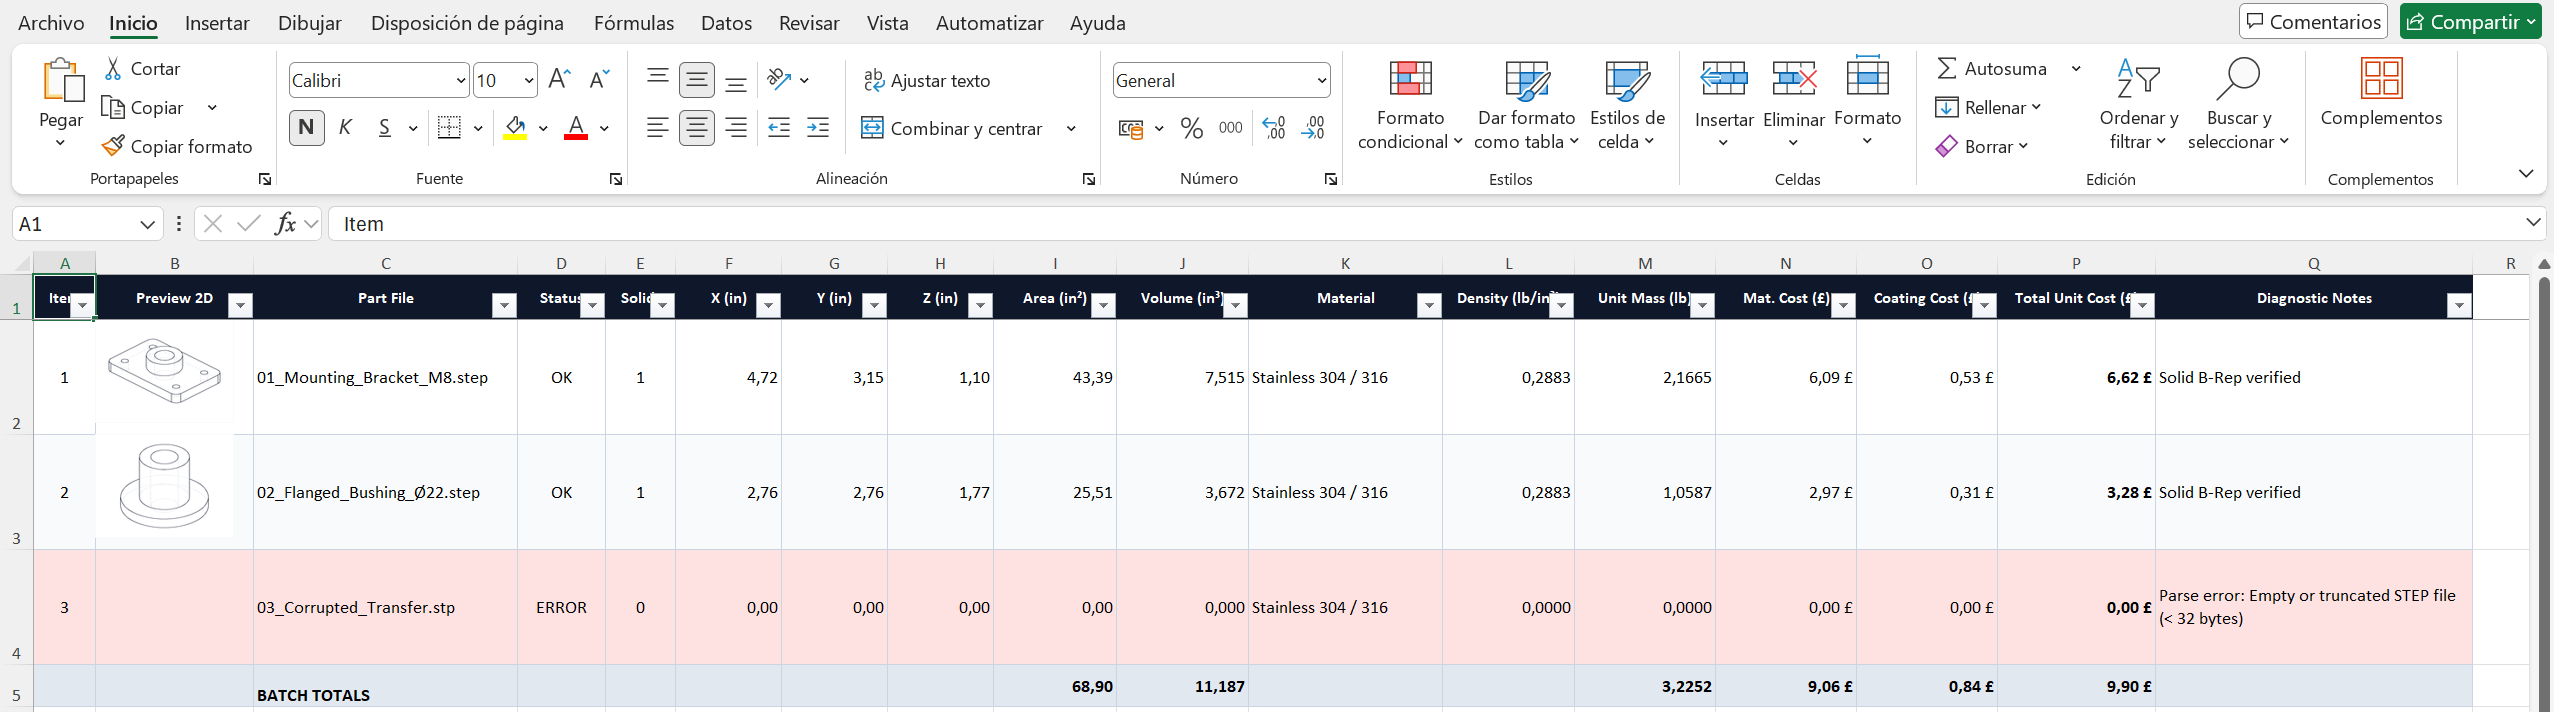 Archivo Inicio Insertar Dibujar Disposición de página Fórmulas Datos Revisar Vista Automatizar Ayuda Comentarios Compartir
Pegar
Cortar
Copiar
Copiar formato
Portapapeles
Calibri 10
N K S A
Fuente
Ajustar texto
Combinar y centrar
Alineación
General
% 000
Número
Formato condicional
Dar formato como tabla
Estilos de celda
Estilos
Insertar
Eliminar
Formato
Celdas
Autosuma
Rellenar
Borrar
Ordenar y filtrar
Buscar y seleccionar
Edición
Complementos
Complementos
A1 fx Item
A B C D E F G H I J K L M N O P Q R
1 Preview 2D Part File Status X (in) Y (in) Z (in) Area (in²) Volume (in³) Material Density (lb/in Unit Mass (lb) Mat. Cost (£) Coating Cost (£ Total Unit Cost (£ Diagnostic Notes
2 1 01_Mounting_Bracket_M8.step OK 1 4,72 3,15 1,10 43,39 7,515 Stainless 304 / 316 0,2883 2,1665 6,09 £ 0,53 £ 6,62 £ Solid B-Rep verified
3 2 02_Flanged_Bushing_Ø22.step OK 1 2,76 2,76 1,77 25,51 3,672 Stainless 304 / 316 0,2883 1,0587 2,97 £ 0,31 £ 3,28 £ Solid B-Rep verified
4 3 03_Corrupted_Transfer.stp ERROR 0 0,00 0,00 0,00 0,00 0,000 Stainless 304 / 316 0,0000 0,0000 0,00 £ 0,00 £ 0,00 £ Parse error: Empty or truncated STEP file
(< 32 bytes)
5 BATCH TOTALS 68,90 11,187 3,2252 9,06 £ 0,84 £ 9,90 £